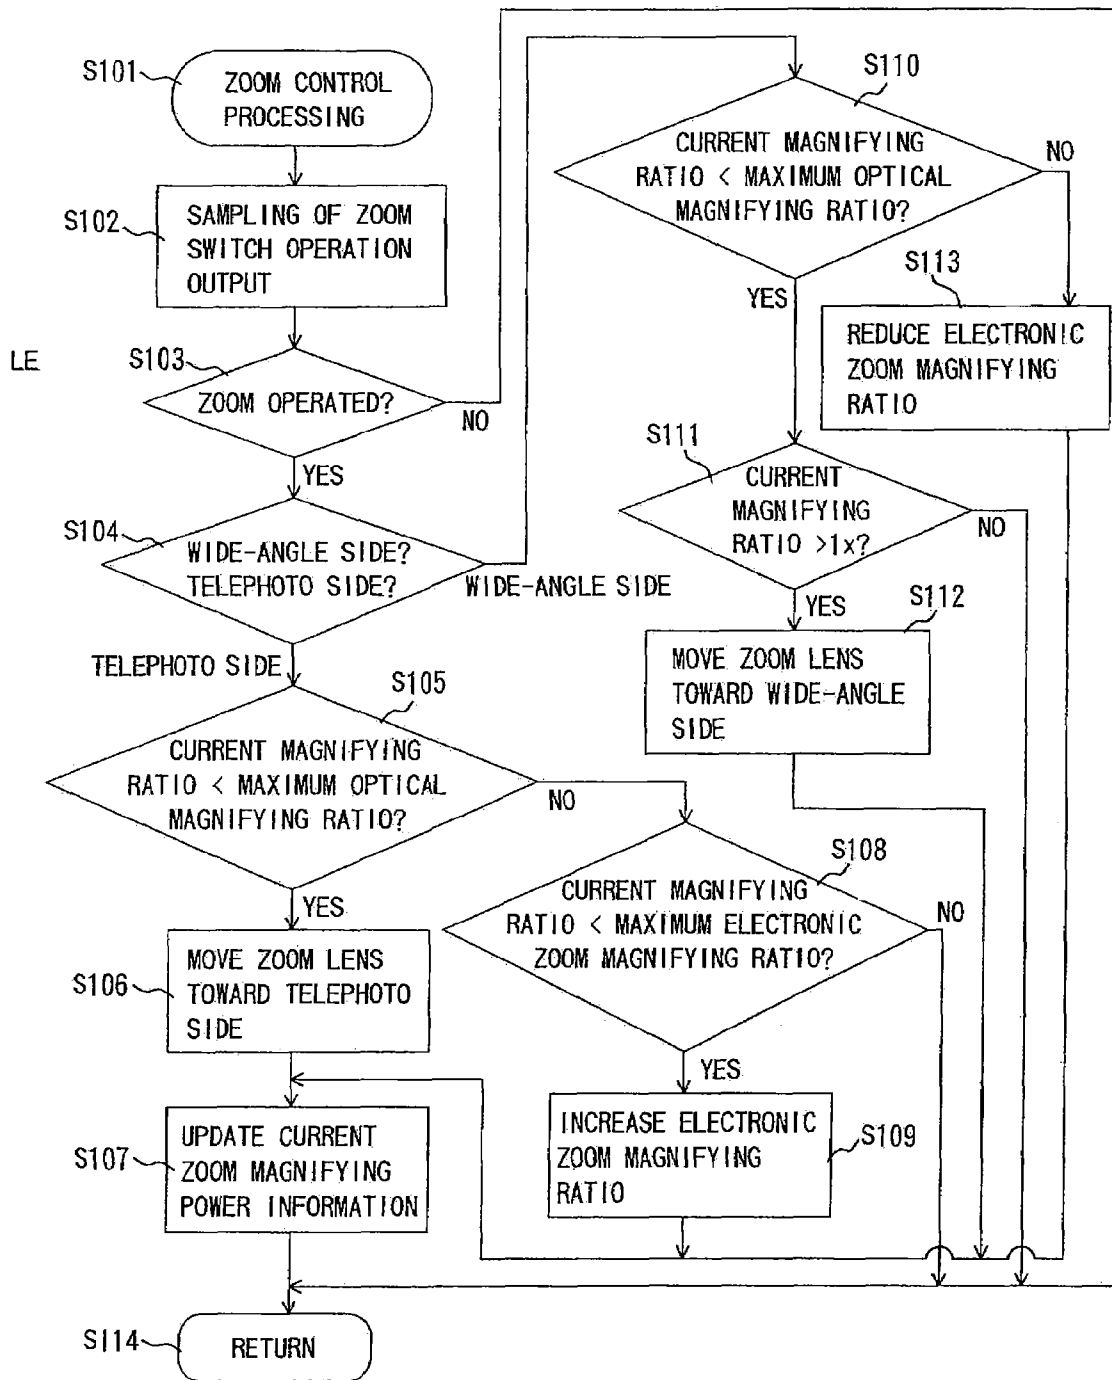 S101
ZOOM CONTROL
PROCESSING
S102
SAMPLING OF ZOOM
SWITCH OPERATION
OUTPUT
LE
S103
ZOOM OPERATED?
NO
YES
S104
WIDE-ANGLE SIDE?
TELEPHOTO SIDE?
WIDE-ANGLE SIDE
TELEPHOTO SIDE
S105
CURRENT MAGNIFYING
RATIO < MAXIMUM OPTICAL
MAGNIFYING RATIO?
NO
YES
S106
MOVE ZOOM LENS
TOWARD TELEPHOTO
SIDE
S107
UPDATE CURRENT
ZOOM MAGNIFYING
POWER INFORMATION
S114
RETURN
S108
CURRENT MAGNIFYING
RATIO < MAXIMUM ELECTRONIC
ZOOM MAGNIFYING RATIO?
NO
YES
INCREASE ELECTRONIC
ZOOM MAGNIFYING
RATIO
S109
S110
CURRENT MAGNIFYING
RATIO < MAXIMUM OPTICAL
MAGNIFYING RATIO?
NO
YES
S113
REDUCE ELECTRONIC
ZOOM MAGNIFYING
RATIO
S111
CURRENT
MAGNIFYING
RATIO >1x?
NO
YES
S112
MOVE ZOOM LENS
TOWARD WIDE-ANGLE
SIDE